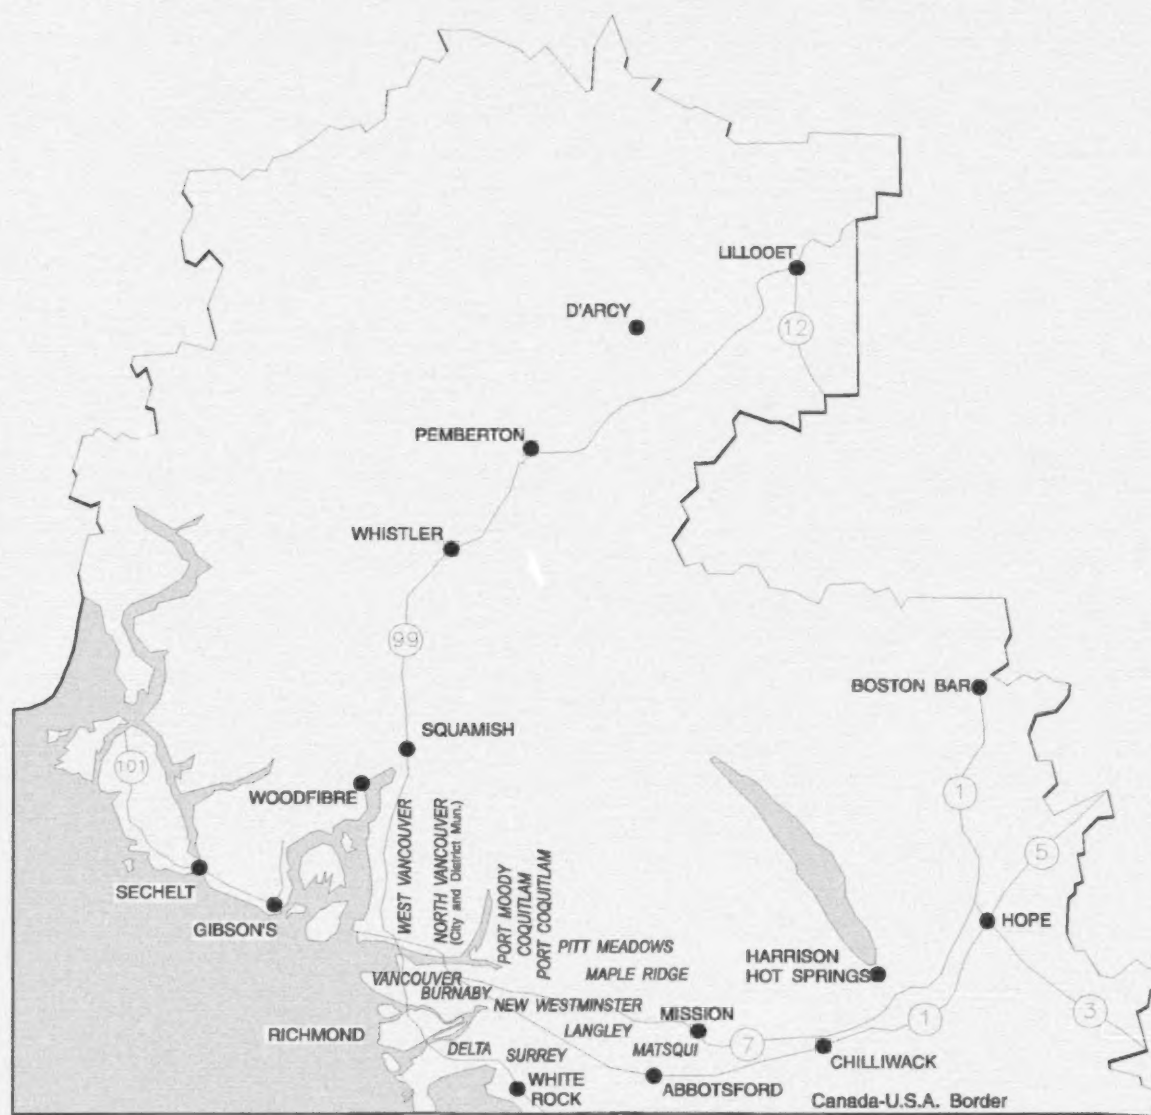 LILLOOET
D'ARCY
12
PEMBERTON
WHISTLER
99
BOSTON BAR
SQUAMISH
101
WOODFIBRE
1
5
WEST VANCOUVER
NORTH VANCOUVER
(City and District Mun.)
PORT MOODY
COQUITLAM
PORT COQUITLAM
SECHELT
GIBSON'S
HOPE
PITT MEADOWS
HARRISON
HOT SPRINGS
MAPLE RIDGE
VANCOUVER
BURNABY
NEW WESTMINSTER
MISSION
1
3
RICHMOND
LANGLEY
7
DELTA
SURREY
MATSQUI
CHILLIWACK
WHITE
ROCK
ABBOTSFORD
Canada-U.S.A. Border